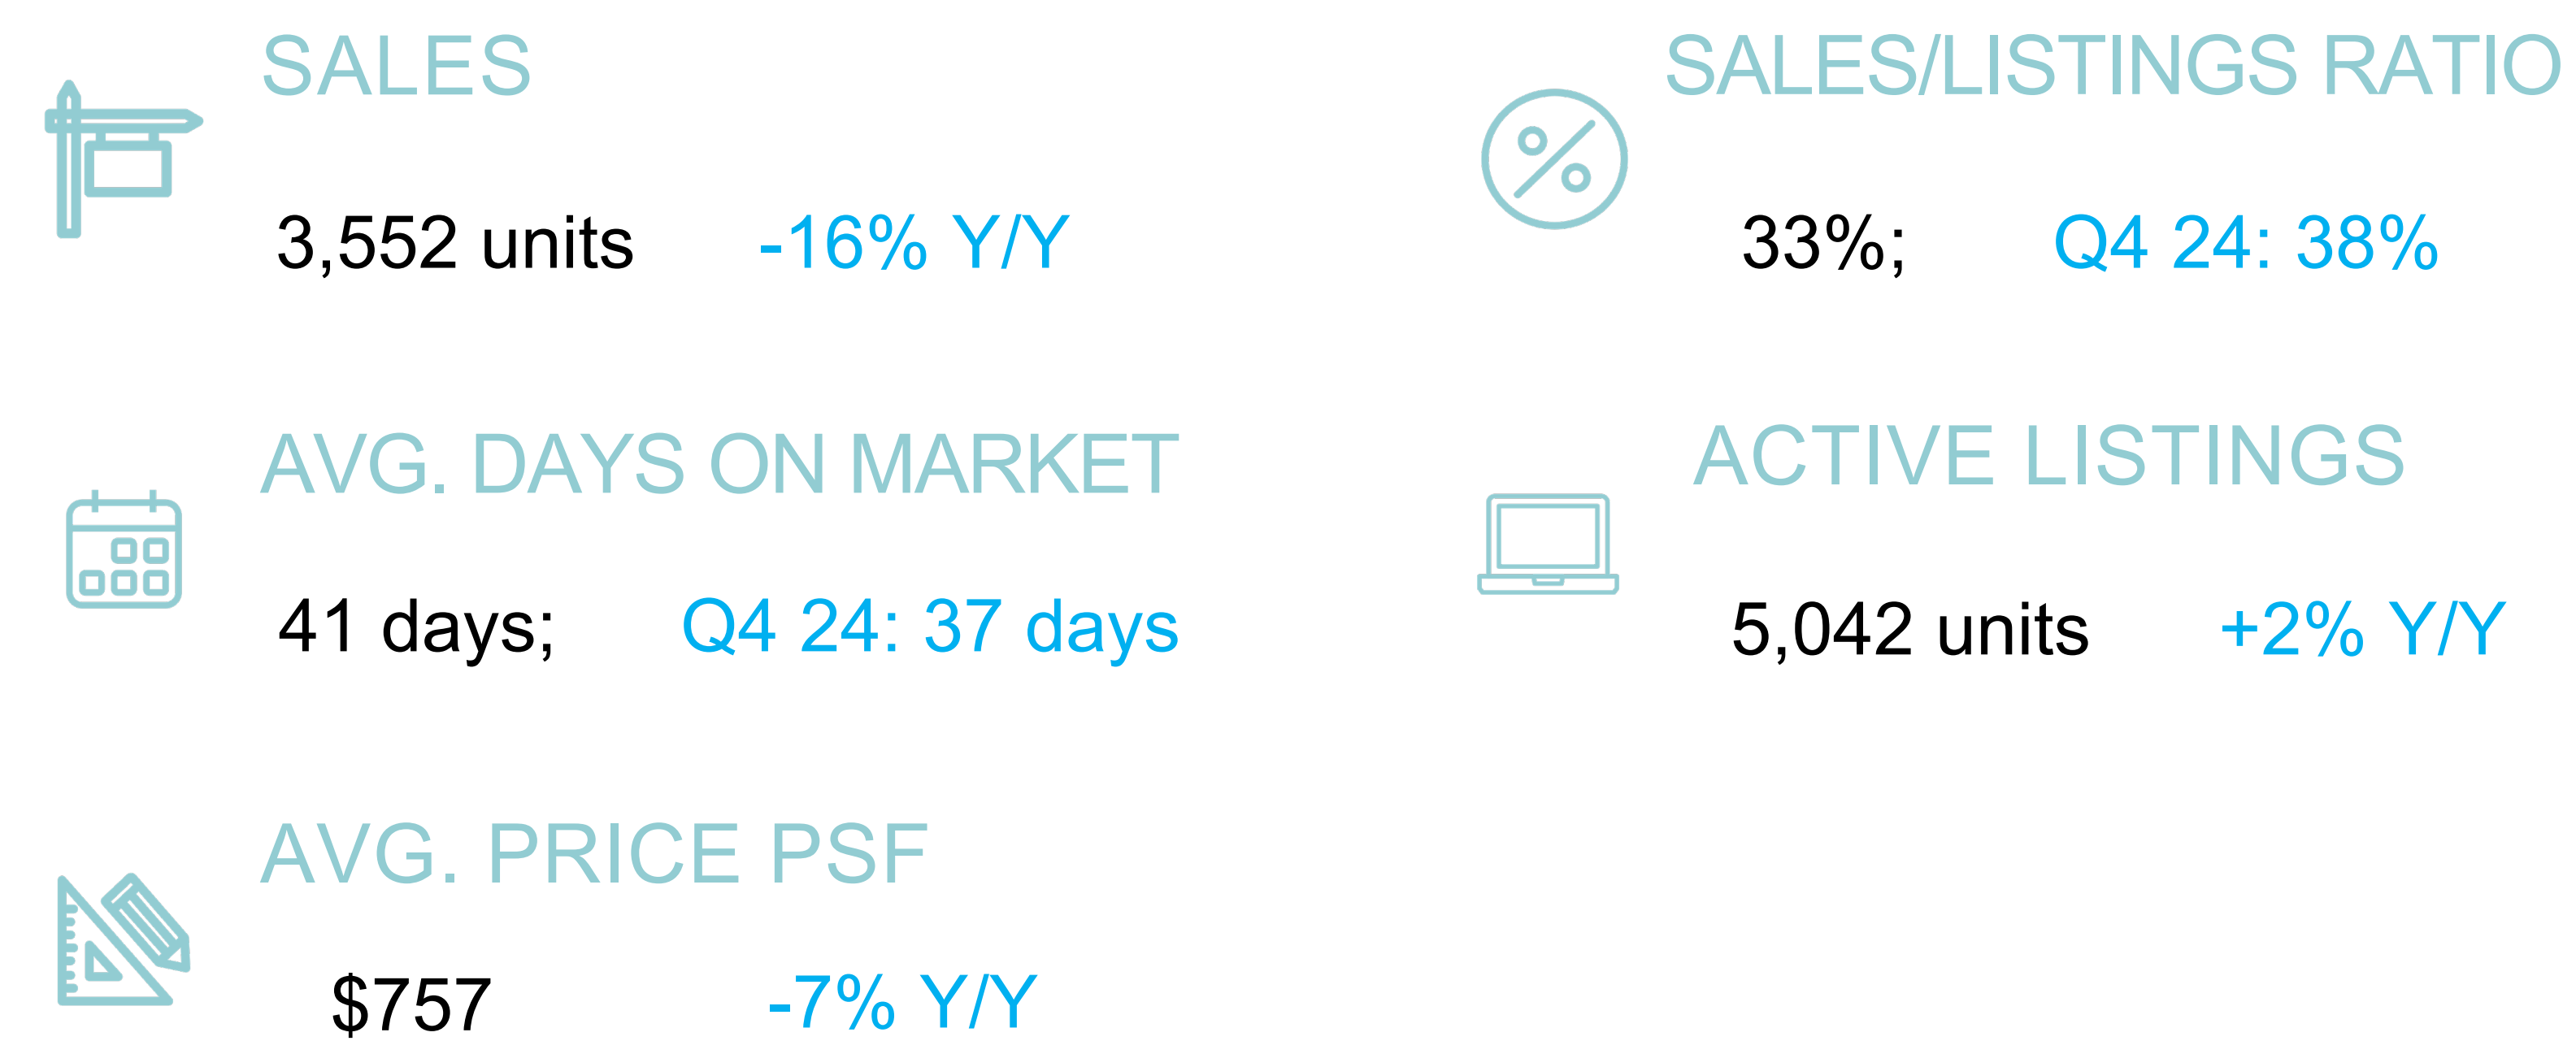 SALES
3,552 units -16% Y/Y
SALES/LISTINGS RATIO
33%; Q4 24: 38%
AVG. DAYS ON MARKET
41 days; Q4 24: 37 days
ACTIVE LISTINGS
5,042 units +2% Y/Y
AVG. PRICE PSF
$757 -7% Y/Y